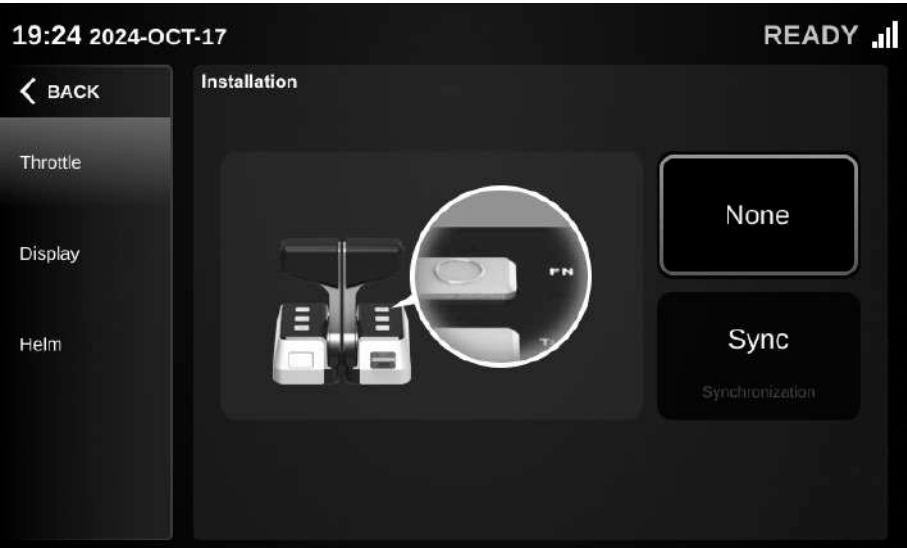 19:24 2024-OCT-17
READY
BACK
Installation
Throttle
None
FN
Display
Helm
Sync
Synchronization